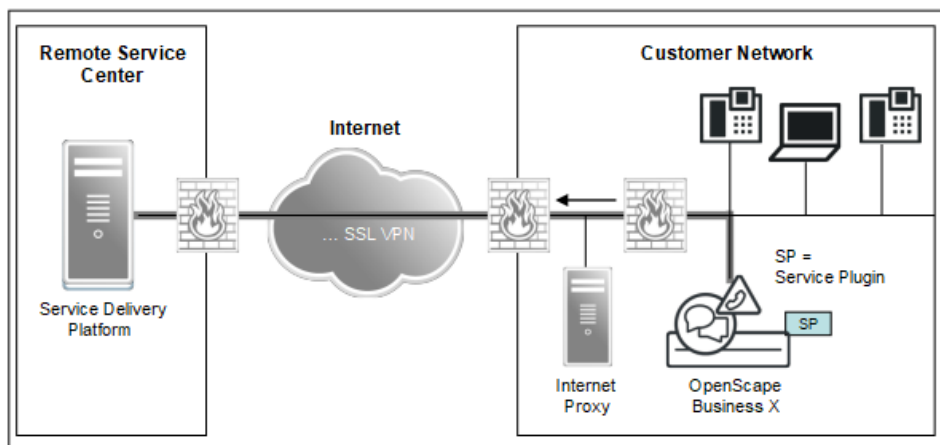 Remote Service
Center
Service Delivery
Platform
Internet
... SSL VPN
Customer Network
SP =
Service Plugin
SP
Internet
Proxy
OpenScape
Business X